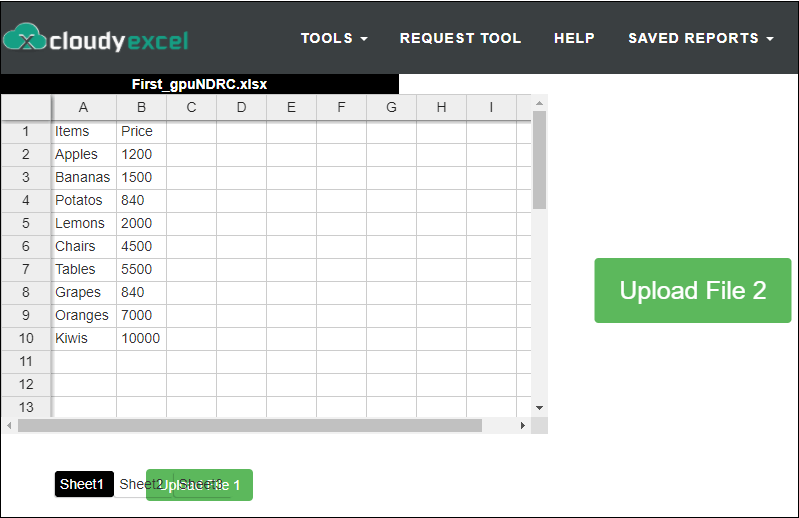 cloudyexcel TOOLS REQUEST TOOL HELP SAVED REPORTS
First_gpuNDRC.xlsx
A B C D E F G H I
1 Items Price
2 Apples 1200
3 Bananas 1500
4 Potatos 840
5 Lemons 2000
6 Chairs 4500
7 Tables 5500
8 Grapes 840
9 Oranges 7000
10 Kiwis 10000
11
12
13
Upload File 2
Sheet1 Sheet2 Sheet3 Upload File 1